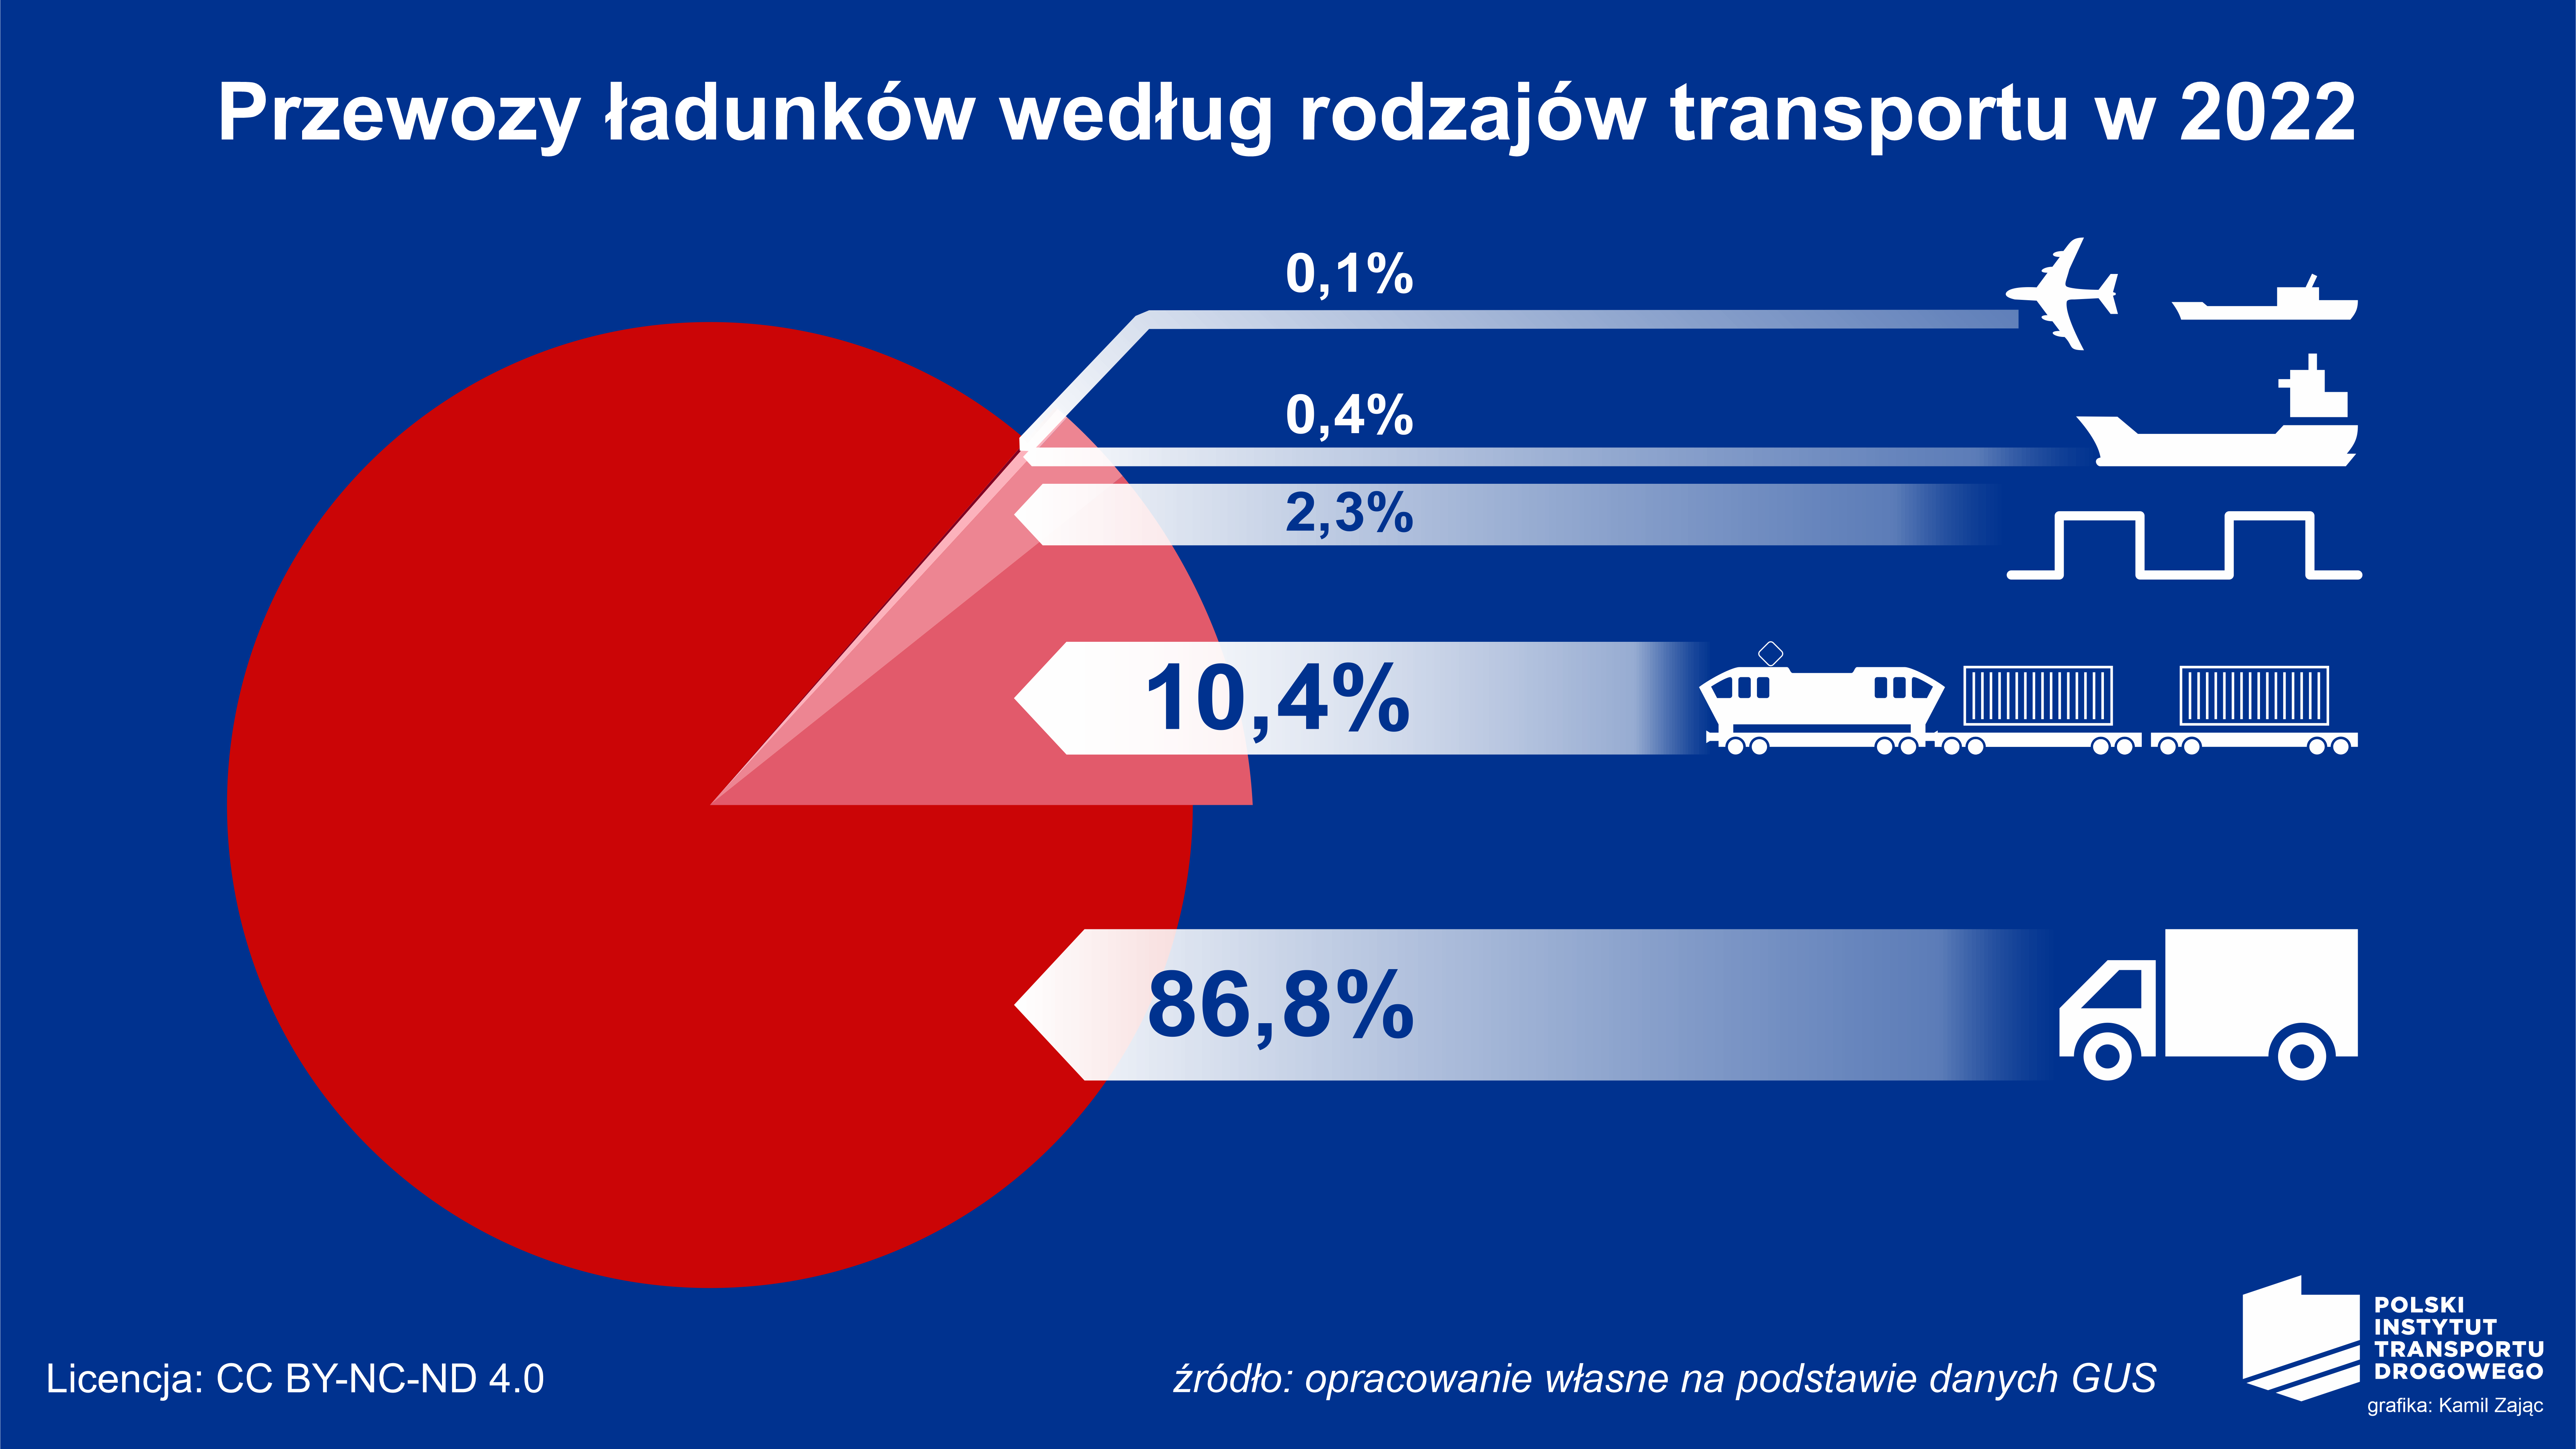 Przewozy ładunków według rodzajów transportu w 2022
0,1%
0,4%
2,3%
10,4%
86,8%
Licencja: CC BY-NC-ND 4.0
źródło: opracowanie własne na podstawie danych GUS
POLSKI
INSTYTUT
TRANSPORTU
DROGOWEGO
grafika: Kamil Zając